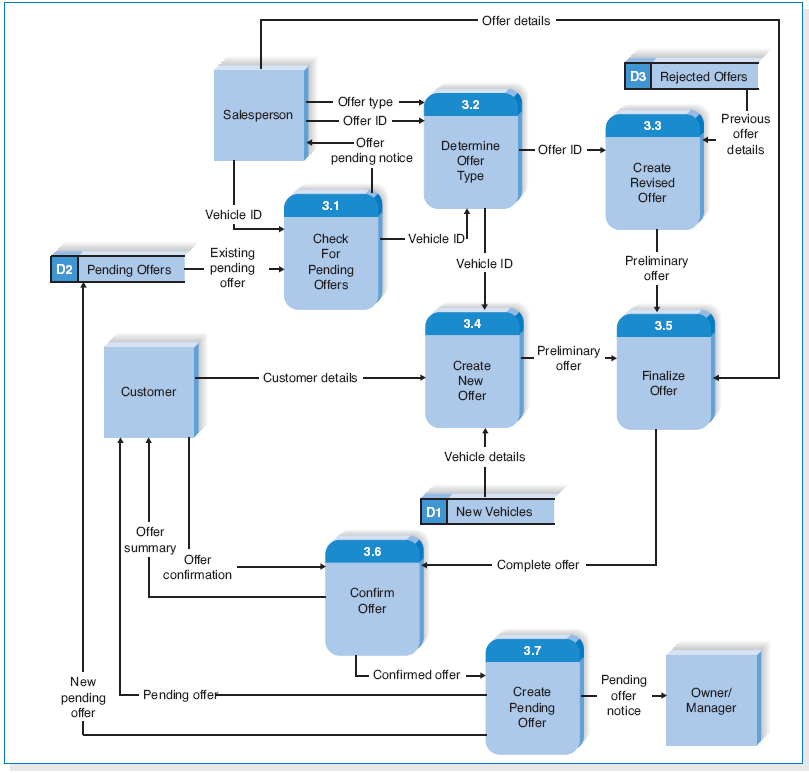 Offer details
D3 Rejected Offers
Salesperson
Offer type
Offer ID
Offer
pending notice
3.2
Determine
Offer
Type
Offer ID
3.3
Create
Revised
Offer
Previous
offer
details
Vehicle ID
3.1
Check
For
Pending
Offers
Vehicle ID
D2 Pending Offers
Existing
pending
offer
Vehicle ID
Preliminary
offer
3.4
Create
New
Offer
Preliminary
offer
3.5
Finalize
Offer
Customer
Customer details
Vehicle details
D1 New Vehicles
Offer
summary
Offer
confirmation
3.6
Confirm
Offer
Complete offer
Confirmed offer
3.7
Create
Pending
Offer
New
pending
offer
Pending offer
Pending
offer
notice
Owner/
Manager